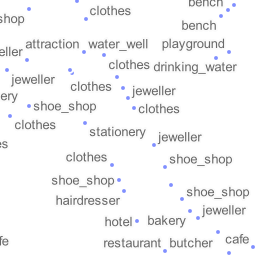 bench
shop
clothes
bench
attraction
water_well
playground
eller
clothes
drinking_water
jeweller
clothes
jeweller
ery
shoe_shop
clothes
clothes
stationery
jeweller
es
clothes
shoe_shop
shoe_shop
shoe_shop
hairdresser
jeweller
hotel
bakery
fe
restaurant
butcher
cafe